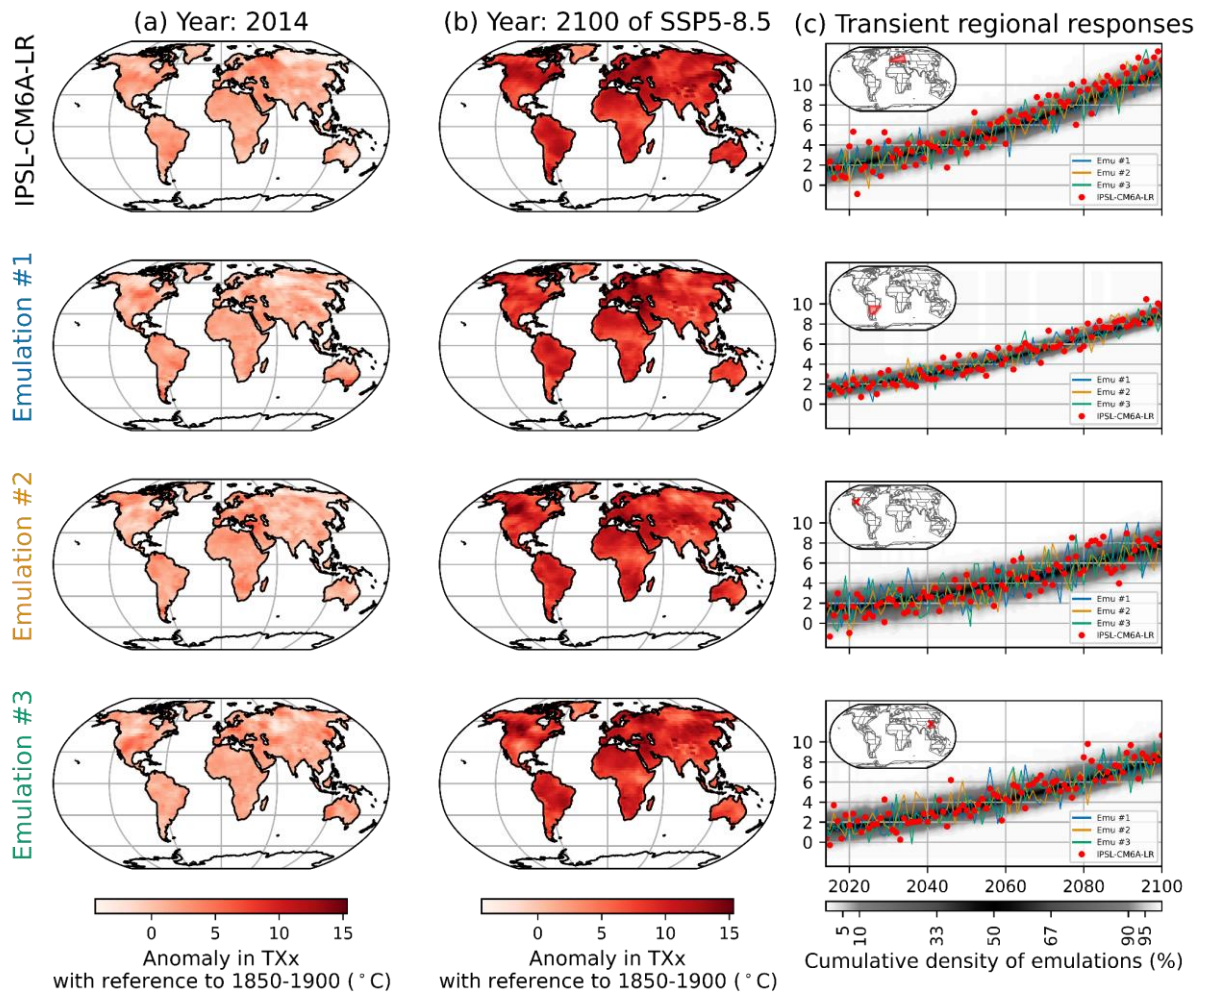 (a) Year: 2014
(b) Year: 2100 of SSP5-8.5
(c) Transient regional responses
IPSL-CM6A-LR
10
8
6
4
2
0
Emu #1
Emu #2
Emu #3
IPSL-CM6A-LR
Emulation #1
10
8
6
4
2
0
Emu #1
Emu #2
Emu #3
IPSL-CM6A-LR
Emulation #2
10
8
6
4
2
0
Emu #1
Emu #2
Emu #3
IPSL-CM6A-LR
Emulation #3
10
8
6
4
2
0
Emu #1
Emu #2
Emu #3
IPSL-CM6A-LR
2020 2040 2060 2080 2100
0 5 10 15
Anomaly in TXx
with reference to 1850-1900 (°C)
0 5 10 15
Anomaly in TXx
with reference to 1850-1900 (°C)
5 10 33 50 67 90 95
Cumulative density of emulations (%)